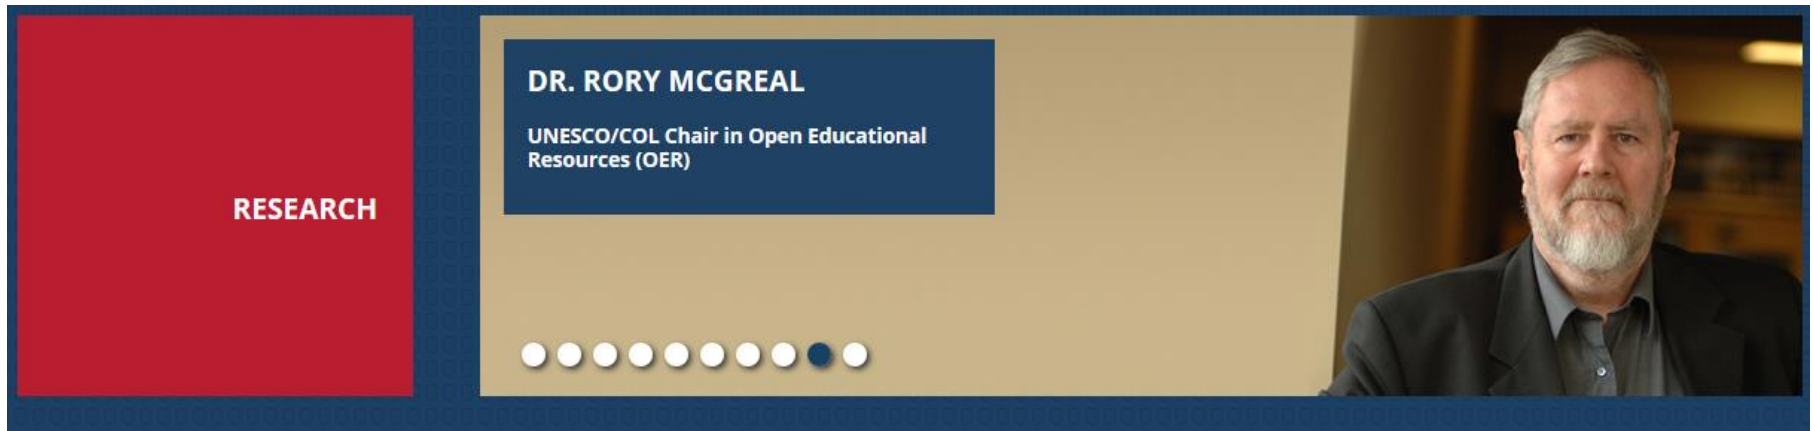 RESEARCH
DR. RORY MCGREAL
UNESCO/COL Chair in Open Educational
Resources (OER)